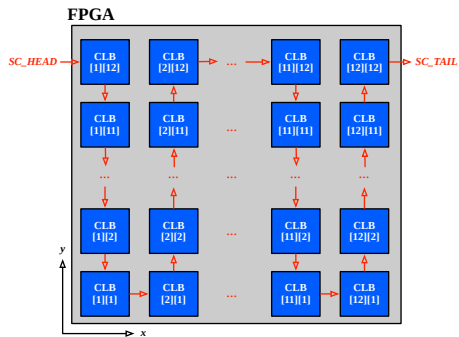 FPGA
SC_HEAD
CLB
[1][12]
CLB
[2][12]
...
CLB
[11][12]
CLB
[12][12]
SC_TAIL
CLB
[1][11]
CLB
[2][11]
...
CLB
[11][11]
CLB
[12][11]
...
...
...
...
...
CLB
[1][2]
CLB
[2][2]
...
CLB
[11][2]
CLB
[12][2]
y
CLB
[1][1]
CLB
[2][1]
...
CLB
[11][1]
CLB
[12][1]
x